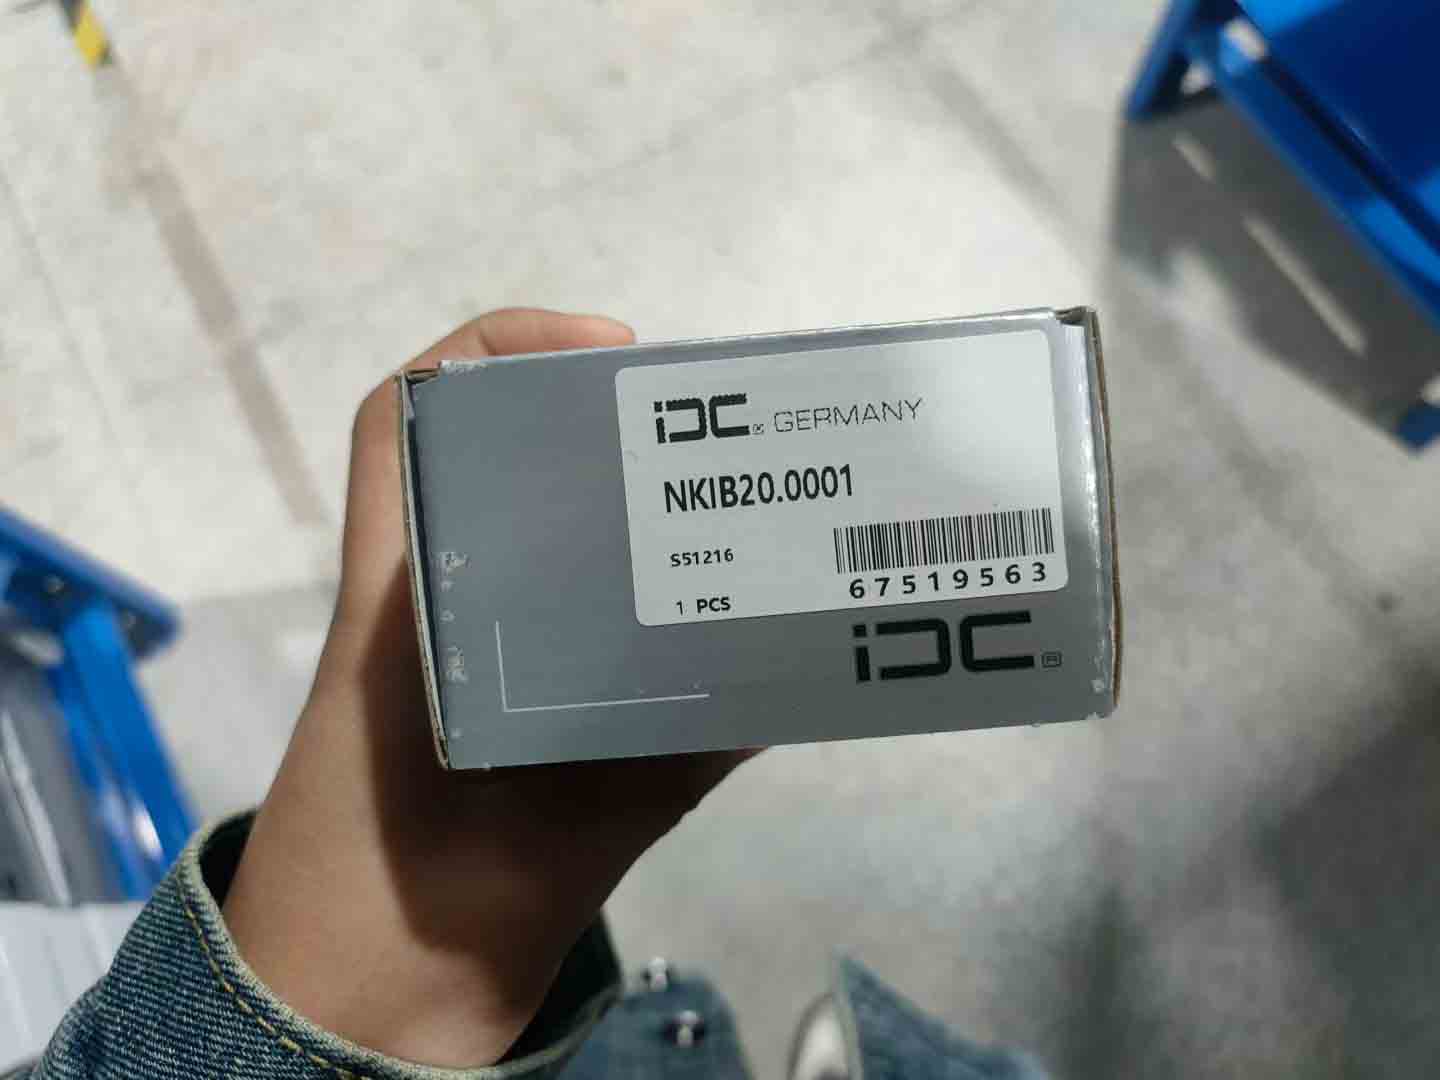 iDC® GERMANY
NKIB20.0001
S51216
1 PCS
67519563
iDC®